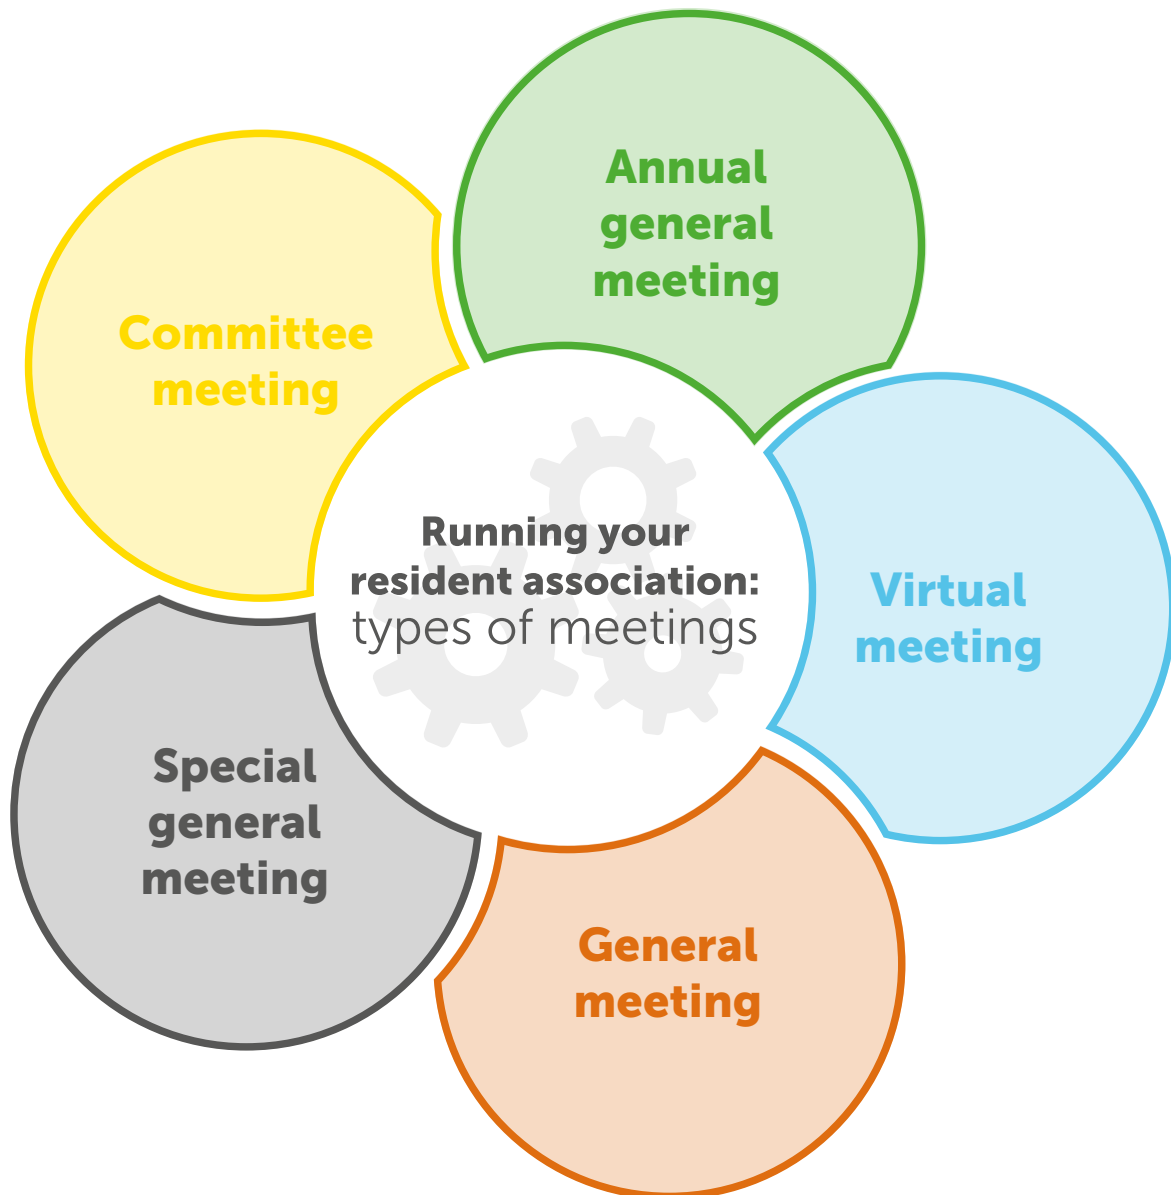 Annual
general
meeting
Committee
meeting
Running your
resident association:
types of meetings
Virtual
meeting
Special
general
meeting
General
meeting